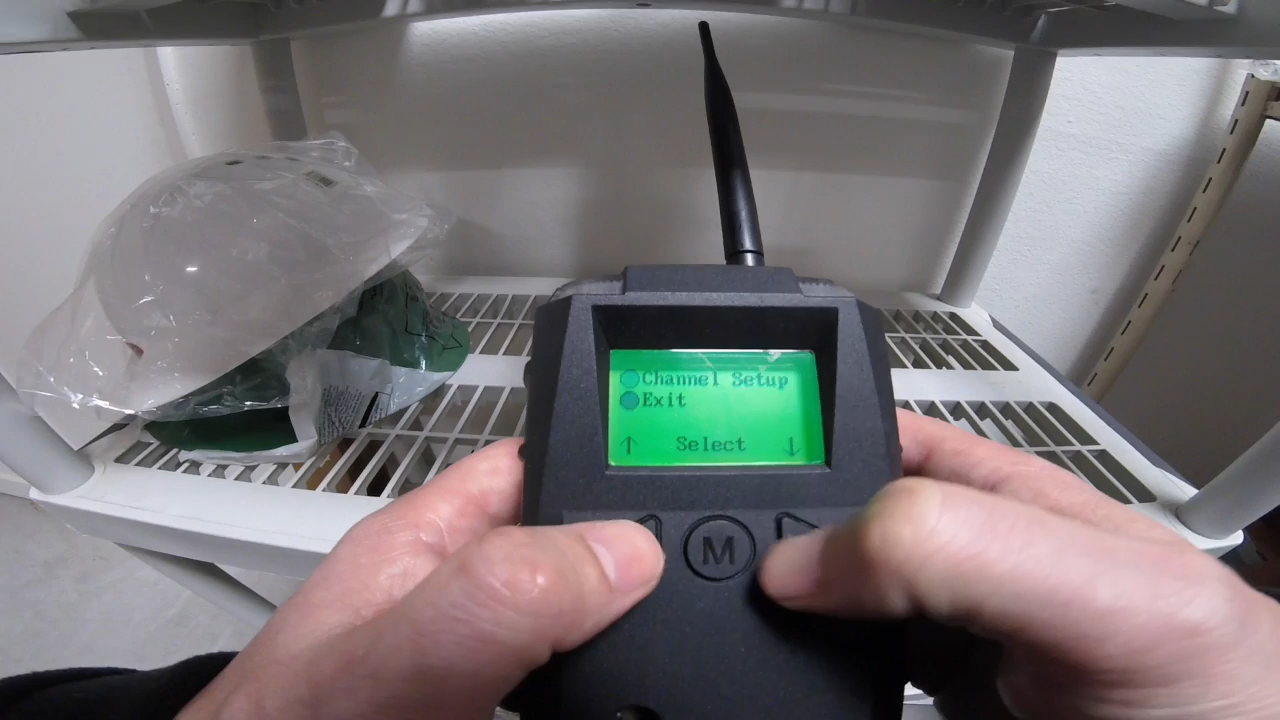 Channel Setup
Exit
↑ Select ↓
M